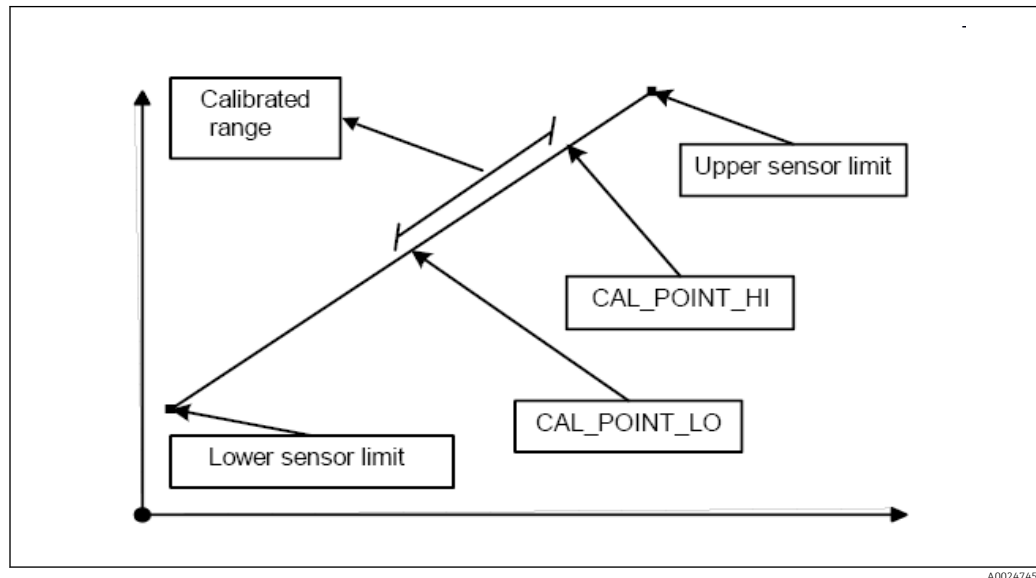 Calibrated
range
Upper sensor limit
CAL_POINT_HI
CAL_POINT_LO
Lower sensor limit
A0024745